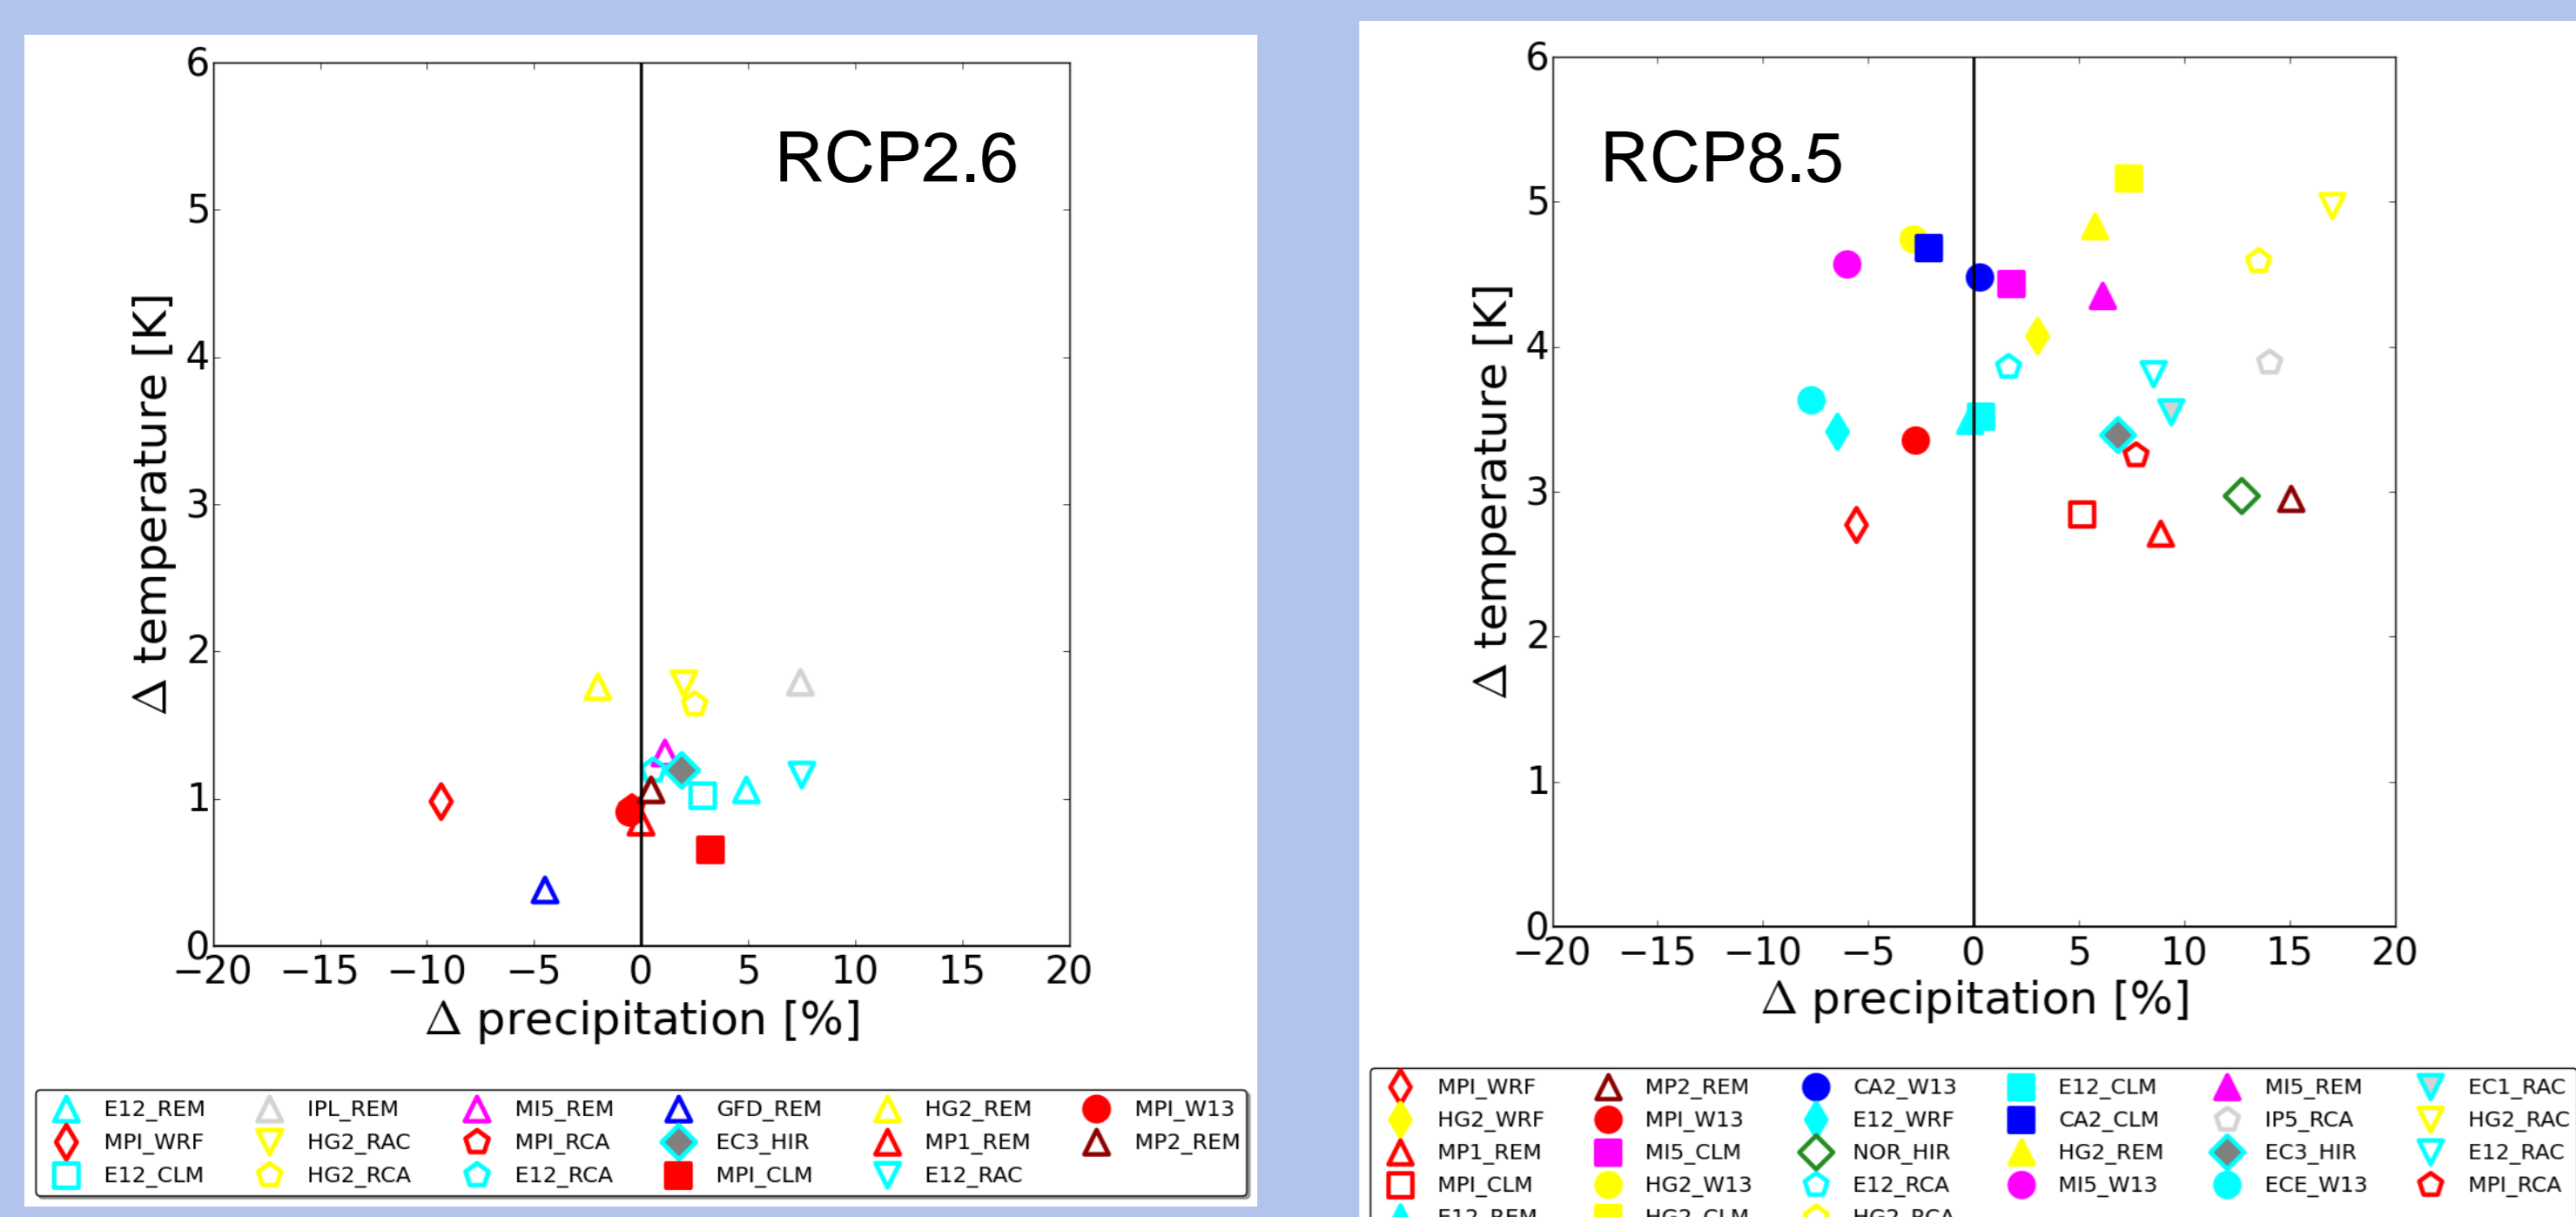 RCP2.6
6
5
4
3
2
1
0
Δ temperature [K]
−20 −15 −10 −5 0 5 10 15 20
Δ precipitation [%]
E12_REM IPL_REM MI5_REM GFD_REM HG2_REM MPI_W13
MPI_WRF HG2_RAC MPI_RCA EC3_HIR MP1_REM MP2_REM
E12_CLM HG2_RCA E12_RCA MPI_CLM E12_RAC
RCP8.5
6
5
4
3
2
1
0
Δ temperature [K]
−20 −15 −10 −5 0 5 10 15 20
Δ precipitation [%]
MPI_WRF MP2_REM CA2_W13 E12_CLM MI5_REM EC1_RAC
HG2_WRF MPI_W13 E12_WRF CA2_CLM IP5_RCA HG2_RAC
MP1_REM MI5_CLM NOR_HIR HG2_REM EC3_HIR E12_RAC
MPI_CLM HG2_W13 E12_RCA MI5_W13 ECE_W13 MPI_RCA
E12_REM HG2_CLM HG2_RCA